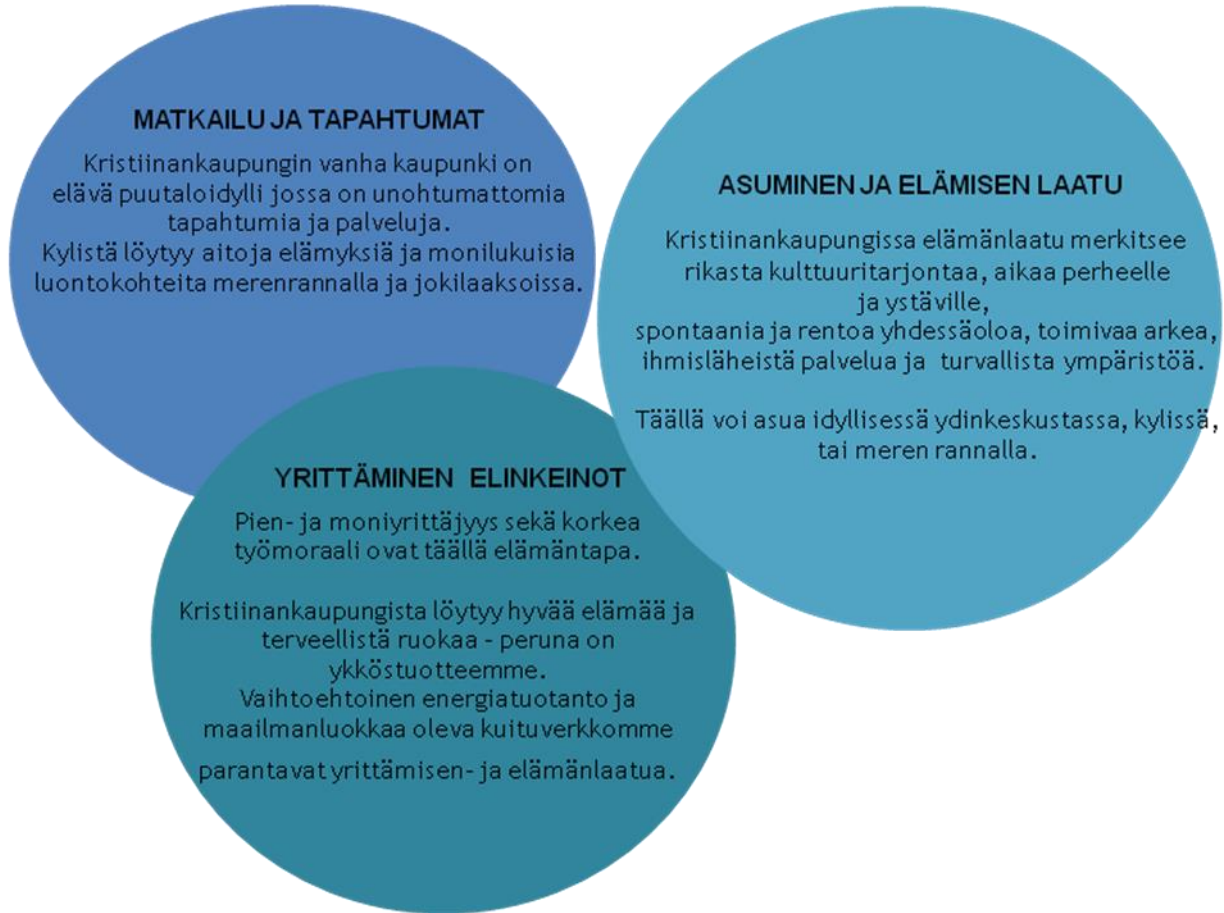 MATKAILU JA TAPAHTUMAT
Kristiinankaupungin vanha kaupunki on
elävä puutaloidylli jossa on unohtumattomia
tapahtumia ja palveluja.
Kylistä löytyy aitoja elämyksiä ja monilukuisia
luontokohteita merenrannalla ja jokilaaksoissa.
ASUMINEN JA ELÄMISEN LAATU
Kristiinankaupungissa elämänlaatu merkitsee
rikasta kulttuuritarjontaa, aikaa perheelle
ja ystäville,
spontaania ja rentoa yhdessäoloa, toimivaa arkea,
ihmisläheistä palvelua ja turvallista ympäristöä.
Täällä voi asua idyllisessä ydinkeskustassa, kylissä,
tai meren rannalla.
YRITTÄMINEN ELINKEINOT
Pien- ja moniyrittäjyys sekä korkea
työmoraali ovat täällä elämäntapa.
Kristiinankaupungista löytyy hyvää elämää ja
terveellistä ruokaa - peruna on
ykköstuotteemme.
Vaihtoehtoinen energiatuotanto ja
maailmanluokkaa oleva kuituverkkomme
parantavat yrittämisen- ja elämänlaatua.